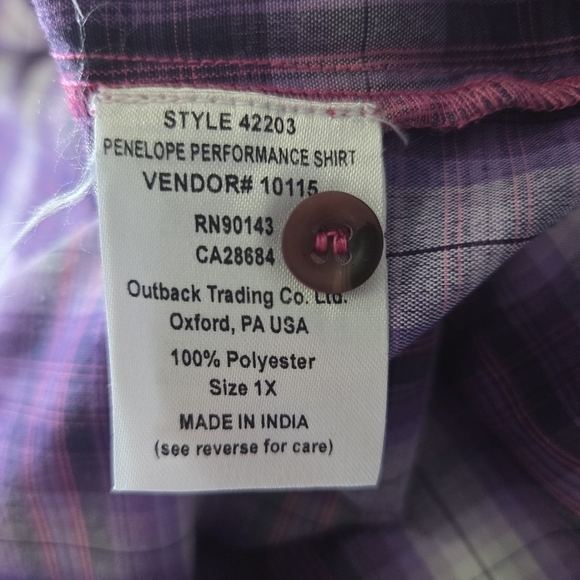 STYLE 42203
PENELOPE PERFORMANCE SHIRT
VENDOR# 10115
RN90143
CA28684
Outback Trading Co. Ltd.
Oxford, PA USA
100% Polyester
Size 1X
MADE IN INDIA
(see reverse for care)